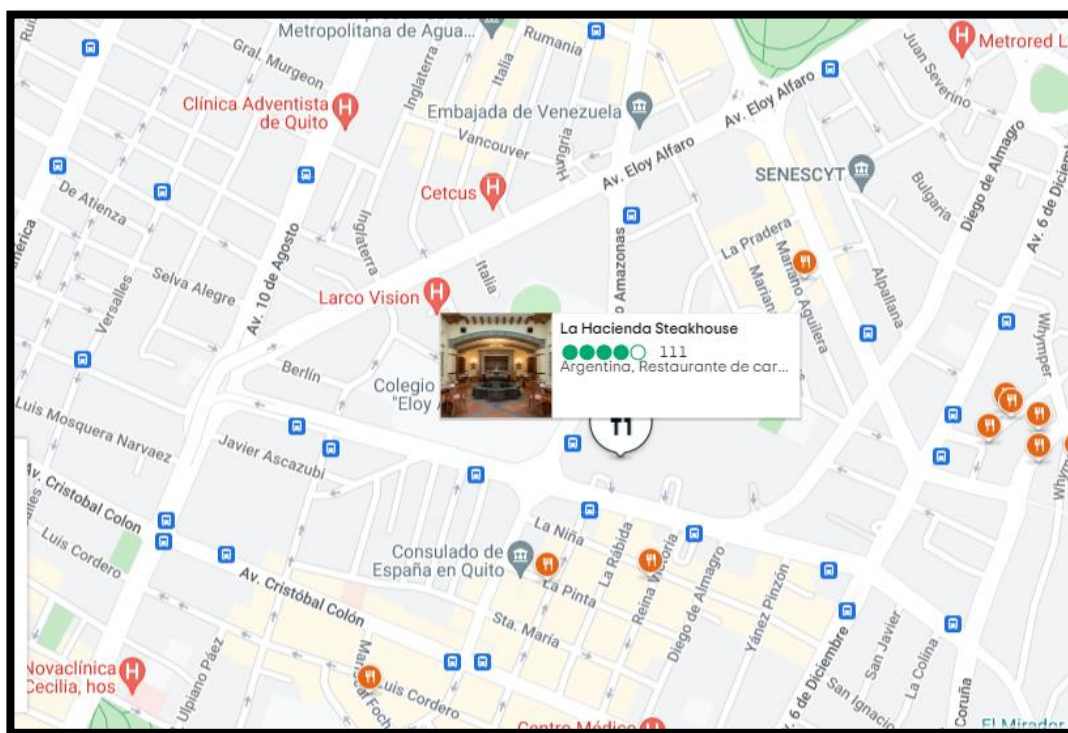 Metropolitana de Agua...
Rumania
Metrored L
Gral. Murgeon
Inglaterra
Italia
Juan Severino
Clínica Adventista
de Quito
Embajada de Venezuela
Av. Eloy Alfaro
Vancouver
Hungría
Av. Eloy Alfaro
SENESCYT
Diego de Almagro
Av. 6 de Diciemb
Cetcus
De Atienza
Bulgaria
Inglaterra
La Pradera
Italia
Mariano Aguilera
Marian
Alpallana
mérica
Selva Alegre
Av. 10 de Agosto
Versalles
Larco Vision
o Amazonas
Whymper
La Hacienda Steakhouse
111
Argentina, Restaurante de car...
Berlín
Colegio
"Eloy
Luis Mosquera Narvaez
Javier Ascazubi
Av. Cristobal Colon
Whym
Luis Cordero
La Niña
La Rábida
Consulado de
España en Quito
Reina Victoria
La Pinta
Diego de Almagro
Yánez Pinzón
Av. Cristóbal Colón
Sta. María
San Javier
La Colina
Novaclínica
Cecilia, hos
Ulpiano Páez
Luis Cordero
. 6 de Diciembre
San Ignacio
Coruña
Centro Médico
El Mirador